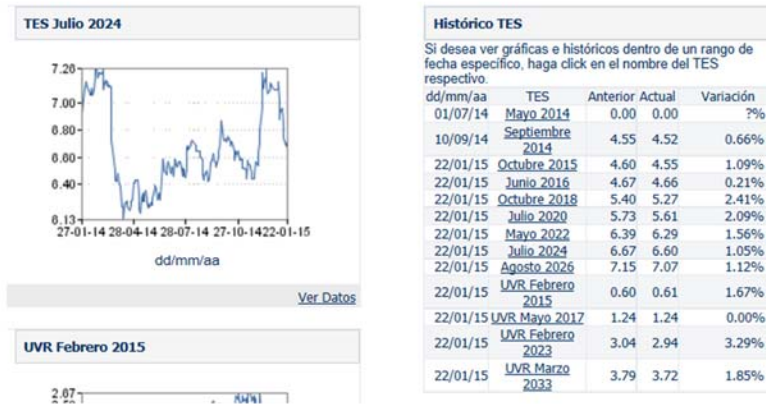 TES Julio 2024
7.26
7.00
6.80
6.60
6.40
6.13
27-01-14 28-04-14 28-07-14 27-10-1422-01-15
dd/mm/aa
Ver Datos
UVR Febrero 2015
2.07
Histórico TES
Si desea ver gráficas e históricos dentro de un rango de
fecha específico, haga click en el nombre del TES
respectivo.
dd/mm/aa TES Anterior Actual Variación
01/07/14 Mayo 2014 0.00 0.00 ?%
10/09/14 Septiembre 2014 4.55 4.52 0.66%
22/01/15 Octubre 2015 4.60 4.55 1.09%
22/01/15 Junio 2016 4.67 4.66 0.21%
22/01/15 Octubre 2018 5.40 5.27 2.41%
22/01/15 Julio 2020 5.73 5.61 2.09%
22/01/15 Mayo 2022 6.39 6.29 1.56%
22/01/15 Julio 2024 6.67 6.60 1.05%
22/01/15 Agosto 2026 7.15 7.07 1.12%
22/01/15 UVR Febrero 2015 0.60 0.61 1.67%
22/01/15 UVR Mayo 2017 1.24 1.24 0.00%
22/01/15 UVR Febrero 2023 3.04 2.94 3.29%
22/01/15 UVR Marzo 2033 3.79 3.72 1.85%